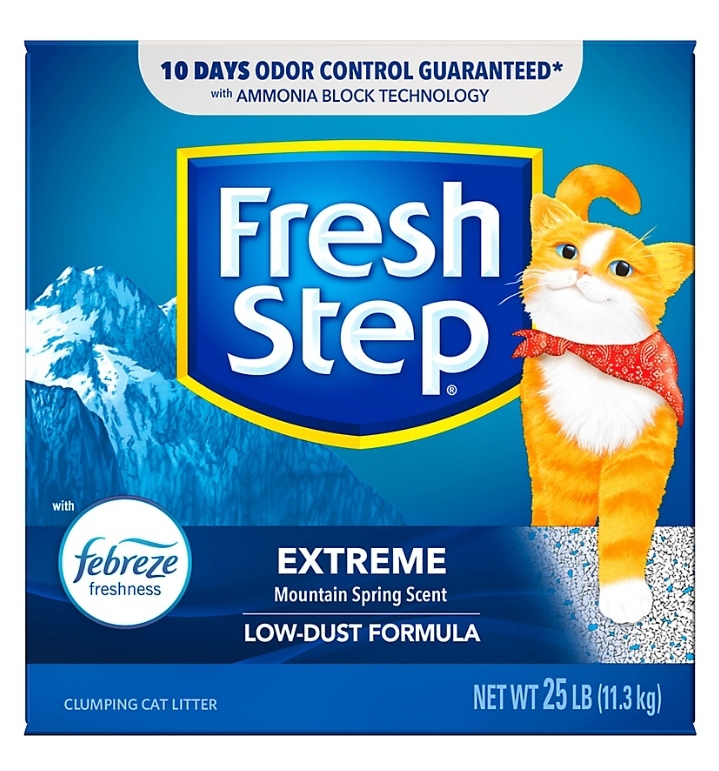 10 DAYS ODOR CONTROL GUARANTEED*
with AMMONIA BLOCK TECHNOLOGY
Fresh
Step®
with
febreze
freshness
EXTREME
Mountain Spring Scent
LOW-DUST FORMULA
CLUMPING CAT LITTER
NET WT 25 LB (11.3 kg)